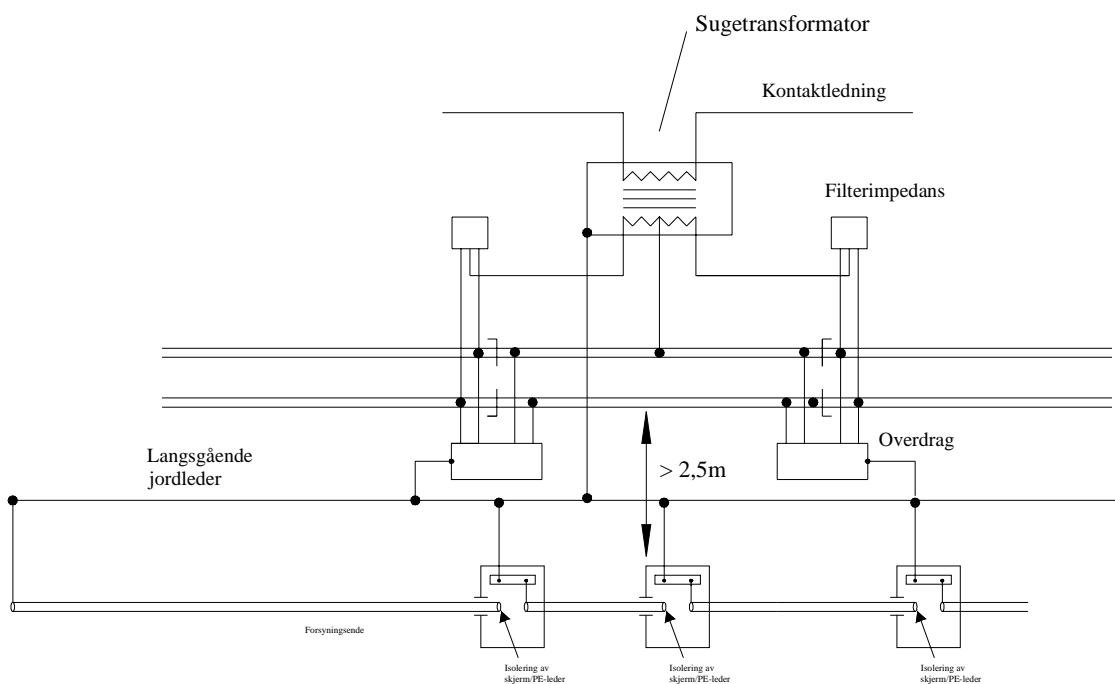 Sugetransformator
Kontaktledning
Filterimpedans
Overdrag
Langsgående
jordleder
> 2,5m
Forsyningsende
Isolering av
skjerm/PE-leder
Isolering av
skjerm/PE-leder
Isolering av
skjerm/PE-leder